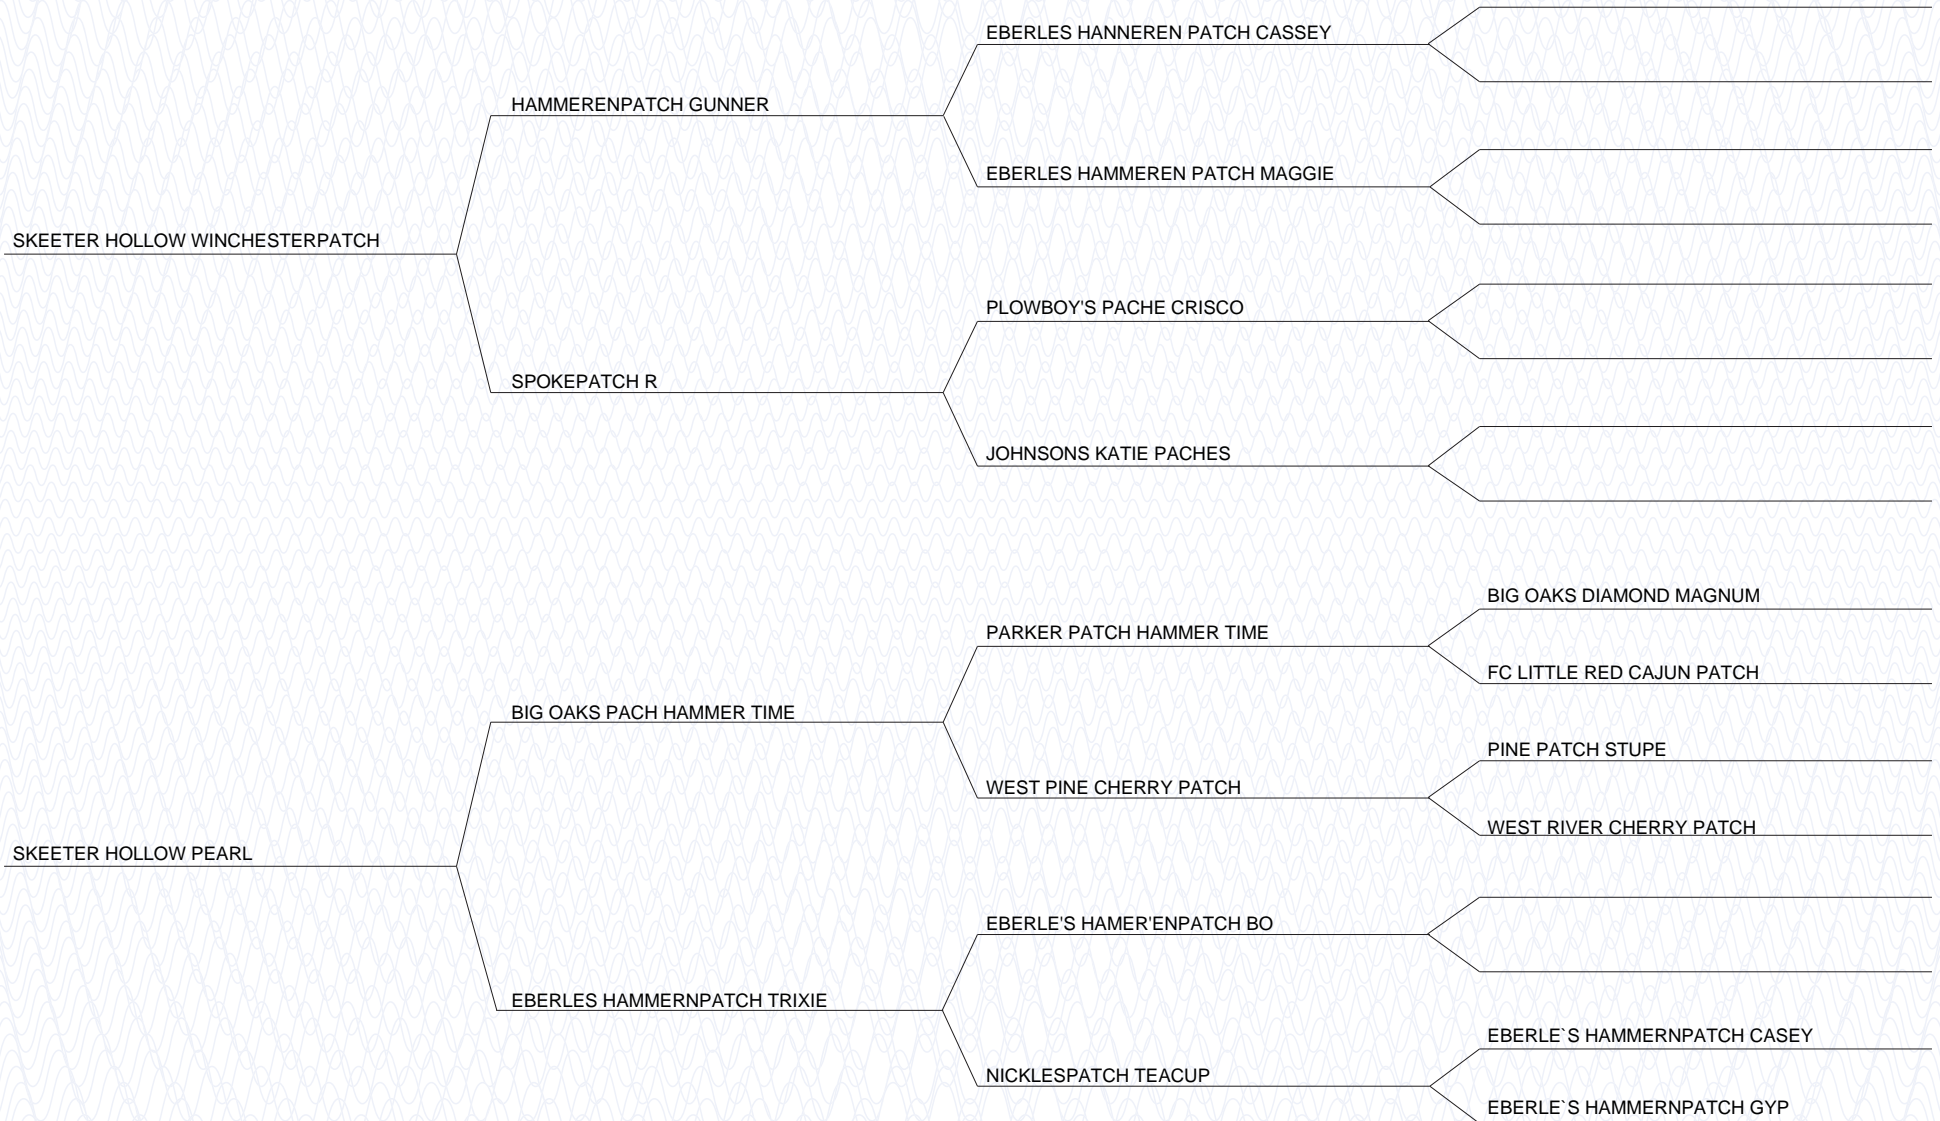 EBERLES HANNEREN PATCH CASSEY
HAMMERENPATCH GUNNER
EBERLES HAMMEREN PATCH MAGGIE
SKEETER HOLLOW WINCHESTERPATCH
PLOWBOY'S PACHE CRISCO
SPOKEPATCH R
JOHNSONS KATIE PACHES
BIG OAKS DIAMOND MAGNUM
PARKER PATCH HAMMER TIME
FC LITTLE RED CAJUN PATCH
BIG OAKS PACH HAMMER TIME
PINE PATCH STUPE
WEST PINE CHERRY PATCH
WEST RIVER CHERRY PATCH
SKEETER HOLLOW PEARL
EBERLE'S HAMER'ENPATCH BO
EBERLES HAMMERNPATCH TRIXIE
EBERLE`S HAMMERNPATCH CASEY
NICKLESPATCH TEACUP
EBERLE`S HAMMERNPATCH GYP